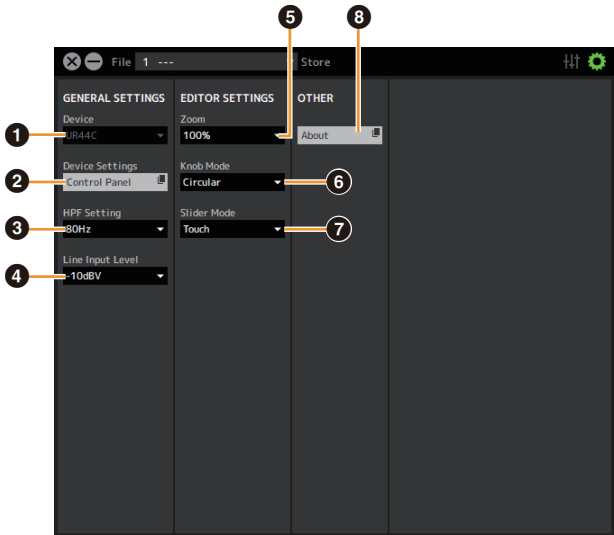 5
8
File 1 --- Store
GENERAL SETTINGS
Device
1
UR44C
Device Settings
2
Control Panel
HPF Setting
3
80Hz
Line Input Level
4
-10dBV
EDITOR SETTINGS
Zoom
100%
Knob Mode
Circular
6
Slider Mode
Touch
7
OTHER
About